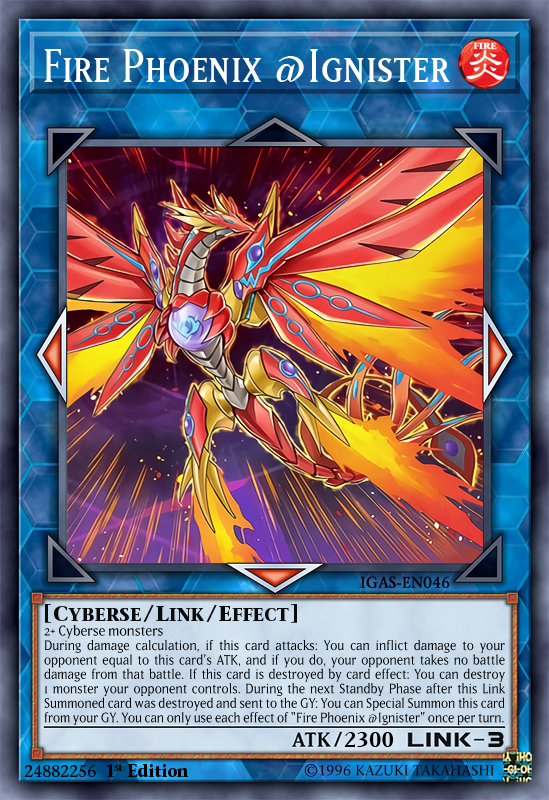 Fire Phoenix @Ignister
FIRE
炎
IGAS-EN046
[Cyberse/Link/Effect]
2+ Cyberse monsters
During damage calculation, if this card attacks: You can inflict damage to your
opponent equal to this card's ATK, and if you do, your opponent takes no battle
damage from that battle. If this card is destroyed by card effect: You can destroy
1 monster your opponent controls. During the next Standby Phase after this Link
Summoned card was destroyed and sent to the GY: You can Special Summon this card
from your GY. You can only use each effect of "Fire Phoenix @Ignister" once per turn.
ATK/2300 LINK-3
24882256 1st Edition ©1996 KAZUKI TAKAHASHI